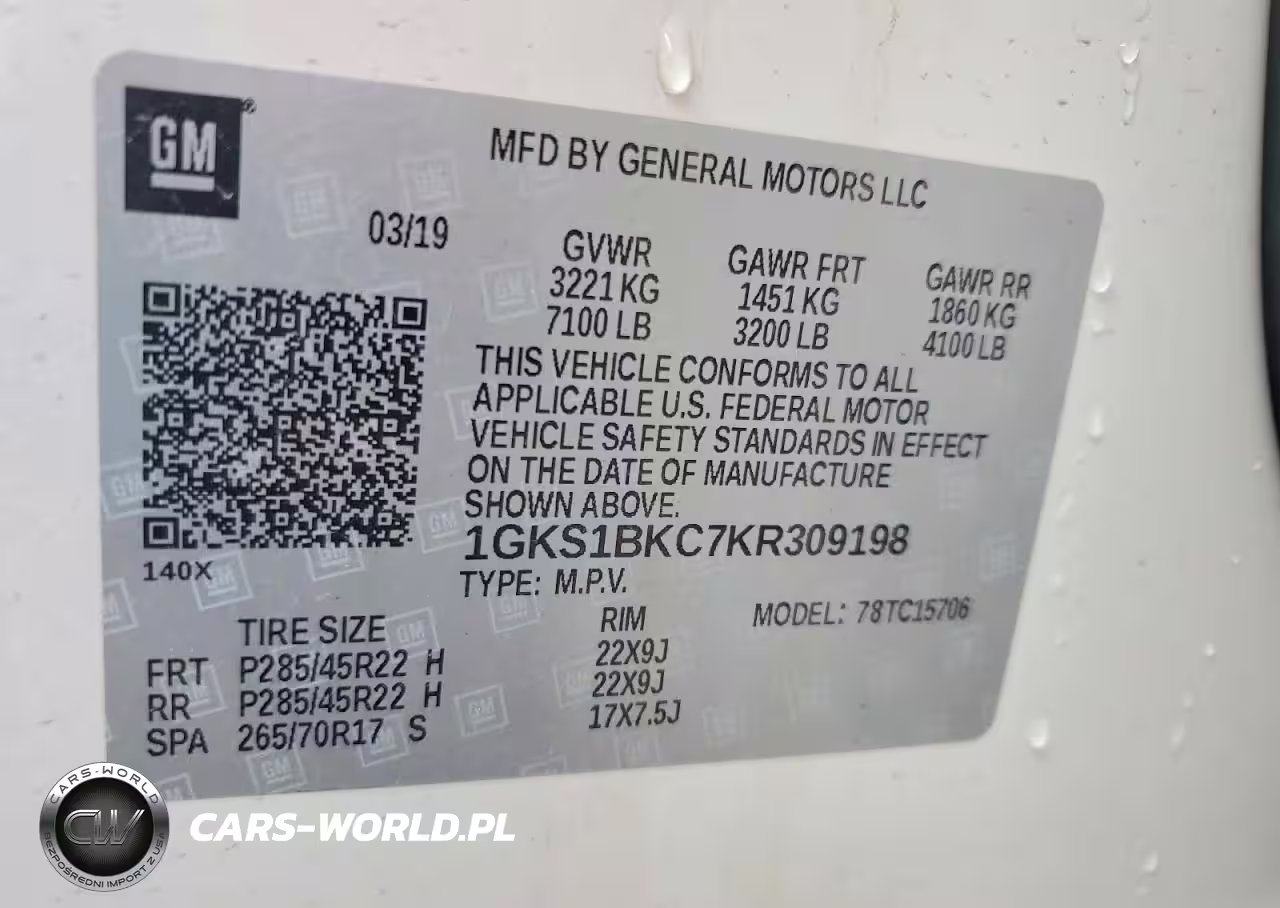 GM®
MFD BY GENERAL MOTORS LLC
03/19
GVWR GAWR FRT GAWR RR
3221 KG 1451 KG 1860 KG
7100 LB 3200 LB 4100 LB
THIS VEHICLE CONFORMS TO ALL
APPLICABLE U.S. FEDERAL MOTOR
VEHICLE SAFETY STANDARDS IN EFFECT
ON THE DATE OF MANUFACTURE
SHOWN ABOVE.
1GKS1BKC7KR309198
140X
TYPE: M.P.V. MODEL: 78TC15706
TIRE SIZE RIM
FRT P285/45R22 H 22X9J
RR P285/45R22 H 22X9J
SPA 265/70R17 S 17X7.5J
CARS-WORLD
CW
BEZPOŚREDNI IMPORT Z USA
CARS-WORLD.PL